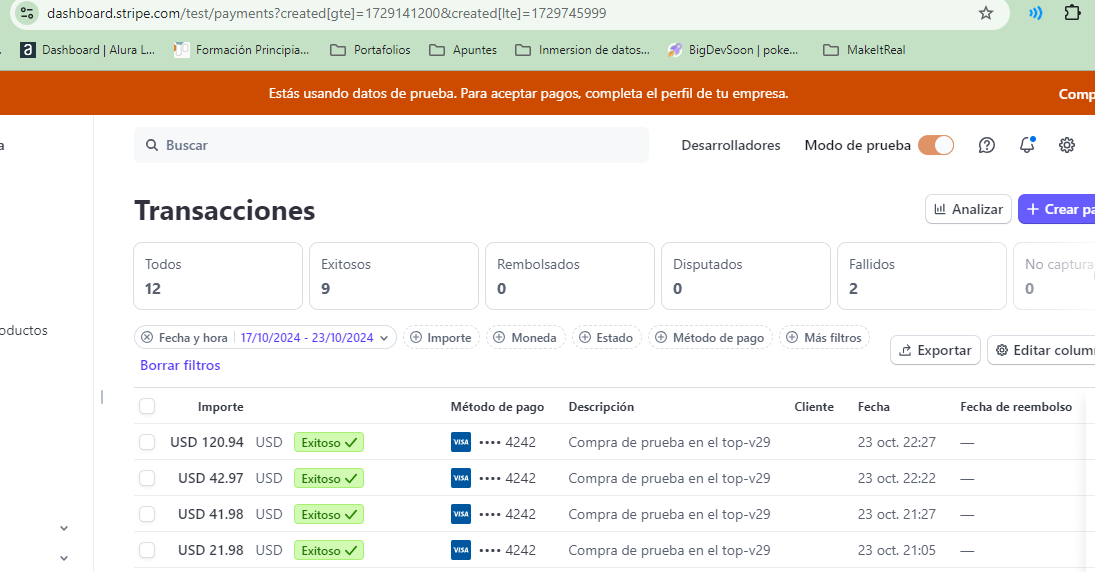 dashboard.stripe.com/test/payments?created[gte]=1729141200&created[lte]=1729745999
Dashboard | Alura L... Formación Principia... Portafolios Apuntes Inmersion de datos... BigDevSoon | poke... MakeItReal
Estás usando datos de prueba. Para aceptar pagos, completa el perfil de tu empresa. Comp
a
Buscar Desarrolladores Modo de prueba
Transacciones Analizar + Crear pa
Todos Exitosos Rembolsados Disputados Fallidos No captura
12 9 0 0 2 0
oductos
Fecha y hora 17/10/2024 - 23/10/2024 Importe Moneda Estado Método de pago Más filtros
Exportar Editar colum
Borrar filtros
Importe Método de pago Descripción Cliente Fecha Fecha de reembolso
USD 120.94 USD Exitoso ✓ VISA •••• 4242 Compra de prueba en el top-v29 23 oct. 22:27 —
USD 42.97 USD Exitoso ✓ VISA •••• 4242 Compra de prueba en el top-v29 23 oct. 22:22 —
USD 41.98 USD Exitoso ✓ VISA •••• 4242 Compra de prueba en el top-v29 23 oct. 21:27 —
USD 21.98 USD Exitoso ✓ VISA •••• 4242 Compra de prueba en el top-v29 23 oct. 21:05 —